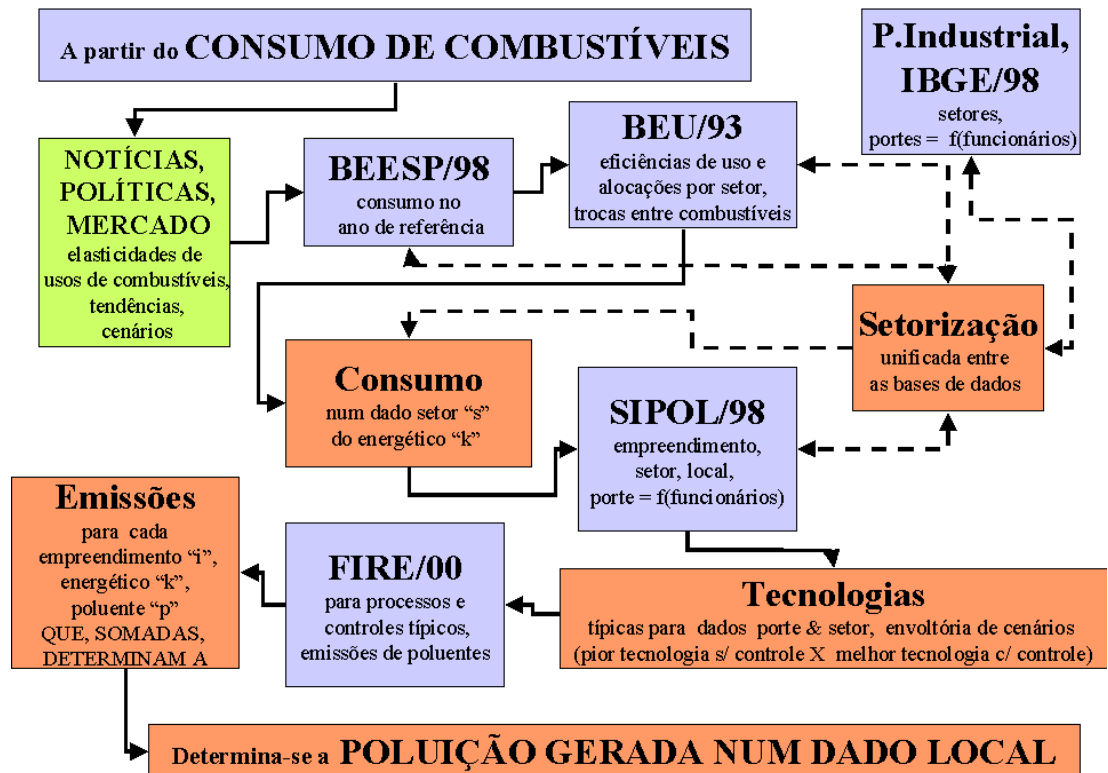 A partir do CONSUMO DE COMBUSTÍVEIS
P.Industrial,
IBGE/98
setores,
portes = f(funcionários)
NOTÍCIAS,
POLÍTICAS,
MERCADO
elasticidades de
usos de combustíveis,
tendências,
cenários
BEESP/98
consumo no
ano de referência
BEU/93
eficiências de uso e
alocações por setor,
trocas entre combustíveis
Setorização
unificada entre
as bases de dados
Consumo
num dado setor “s”
do energético “k”
SIPOL/98
empreendimento,
setor, local,
porte = f(funcionários)
Emissões
para cada
empreendimento “i”,
energético “k”,
poluente “p”
QUE, SOMADAS,
DETERMINAM A
FIRE/00
para processos e
controles típicos,
emissões de poluentes
Tecnologias
típicas para dados porte & setor, envoltória de cenários
(pior tecnologia s/ controle X melhor tecnologia c/ controle)
Determina-se a POLUIÇÃO GERADA NUM DADO LOCAL